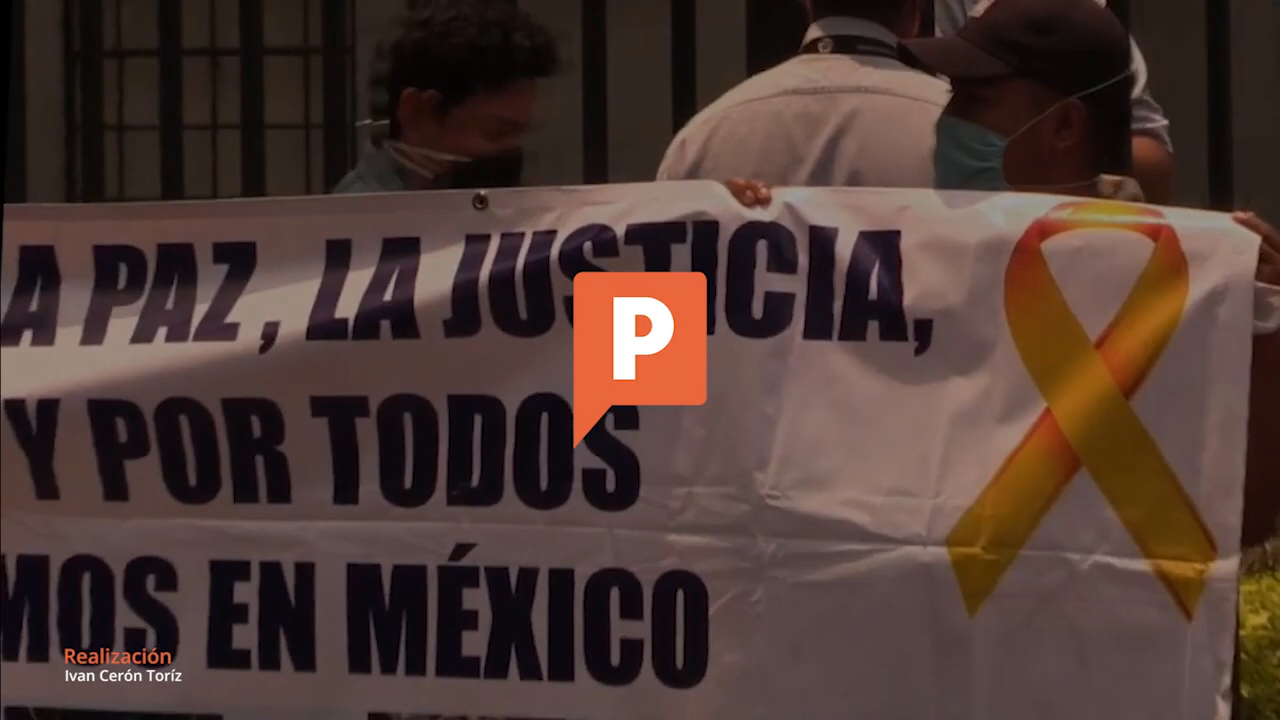 A PAZ, LA JUSTICIA,
P
Y POR TODOS
MOS EN MÉXICO
Realización
Ivan Cerón Toríz